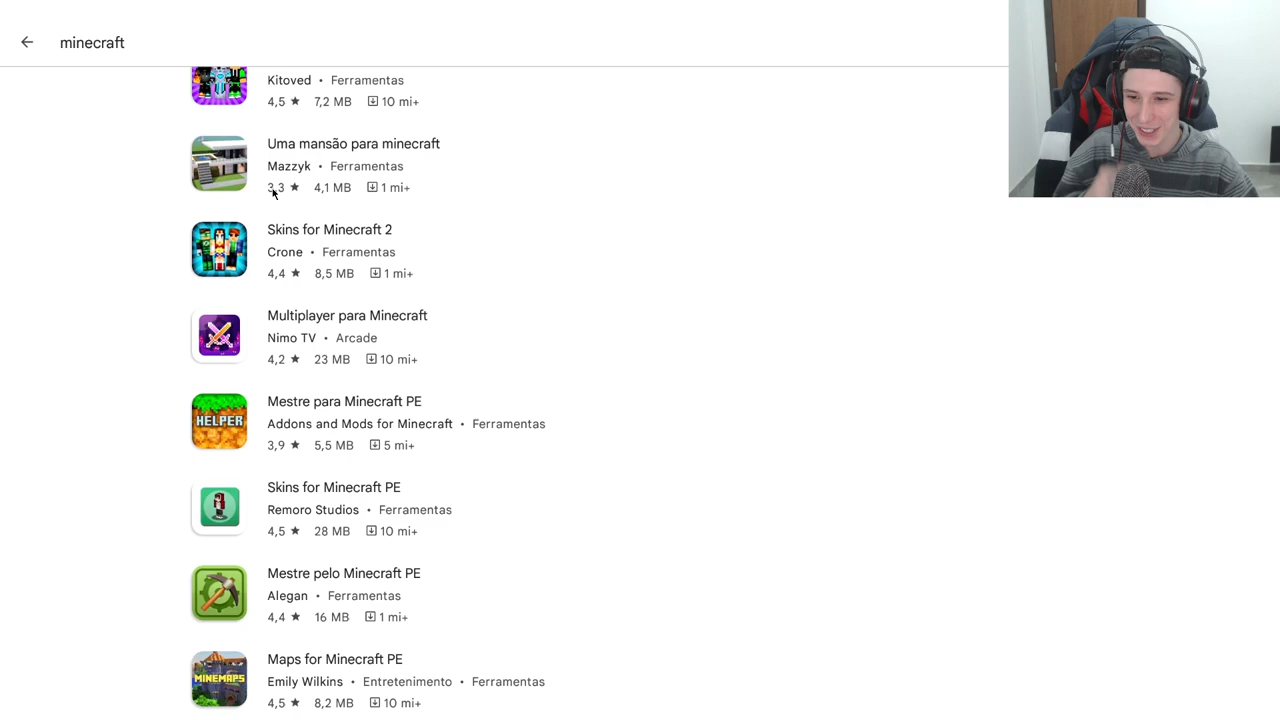 minecraft
Kitoved • Ferramentas
4,5 ★ 7,2 MB 10 mi+
Uma mansão para minecraft
Mazzyk • Ferramentas
3,3 ★ 4,1 MB 1 mi+
Skins for Minecraft 2
Crone • Ferramentas
4,4 ★ 8,5 MB 1 mi+
Multiplayer para Minecraft
Nimo TV • Arcade
4,2 ★ 23 MB 10 mi+
HELPER
Mestre para Minecraft PE
Addons and Mods for Minecraft • Ferramentas
3,9 ★ 5,5 MB 5 mi+
Skins for Minecraft PE
Remoro Studios • Ferramentas
4,5 ★ 28 MB 10 mi+
Mestre pelo Minecraft PE
Alegan • Ferramentas
4,4 ★ 16 MB 1 mi+
MINEMAPS
Maps for Minecraft PE
Emily Wilkins • Entretenimento • Ferramentas
4,5 ★ 8,2 MB 10 mi+